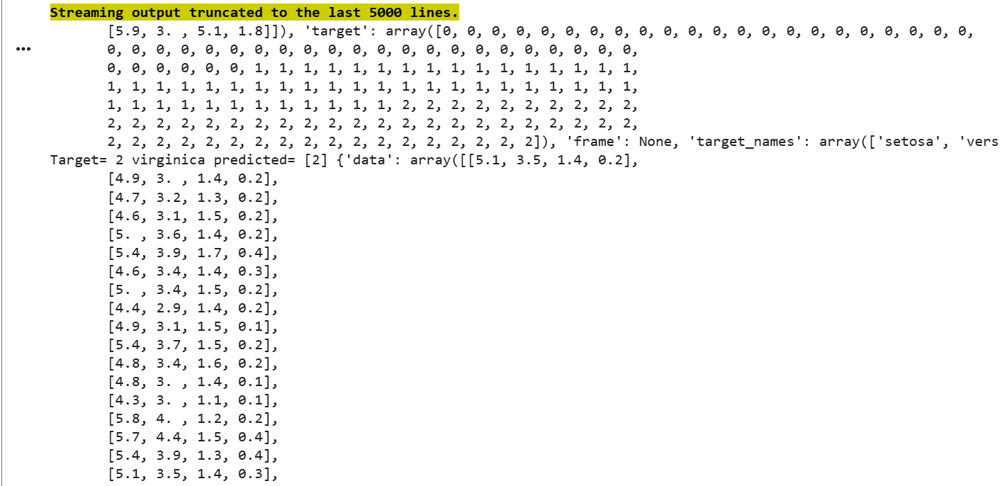 Streaming output truncated to the last 5000 lines.
[5.9, 3. , 5.1, 1.8]]), 'target': array([0, 0, 0, 0, 0, 0, 0, 0, 0, 0, 0, 0, 0, 0, 0, 0, 0, 0, 0, 0, 0, 0,
0, 0, 0, 0, 0, 0, 0, 0, 0, 0, 0, 0, 0, 0, 0, 0, 0, 0, 0, 0, 0, 0,
0, 0, 0, 0, 0, 0, 1, 1, 1, 1, 1, 1, 1, 1, 1, 1, 1, 1, 1, 1, 1, 1,
1, 1, 1, 1, 1, 1, 1, 1, 1, 1, 1, 1, 1, 1, 1, 1, 1, 1, 1, 1, 1, 1,
1, 1, 1, 1, 1, 1, 1, 1, 1, 1, 1, 1, 2, 2, 2, 2, 2, 2, 2, 2, 2, 2,
2, 2, 2, 2, 2, 2, 2, 2, 2, 2, 2, 2, 2, 2, 2, 2, 2, 2, 2, 2, 2, 2,
2, 2, 2, 2, 2, 2, 2, 2, 2, 2, 2, 2, 2, 2, 2, 2, 2, 2]), 'frame': None, 'target_names': array(['setosa', 'vers
Target= 2 virginica predicted= [2] {'data': array([[5.1, 3.5, 1.4, 0.2],
[4.9, 3. , 1.4, 0.2],
[4.7, 3.2, 1.3, 0.2],
[4.6, 3.1, 1.5, 0.2],
[5. , 3.6, 1.4, 0.2],
[5.4, 3.9, 1.7, 0.4],
[4.6, 3.4, 1.4, 0.3],
[5. , 3.4, 1.5, 0.2],
[4.4, 2.9, 1.4, 0.2],
[4.9, 3.1, 1.5, 0.1],
[5.4, 3.7, 1.5, 0.2],
[4.8, 3.4, 1.6, 0.2],
[4.8, 3. , 1.4, 0.1],
[4.3, 3. , 1.1, 0.1],
[5.8, 4. , 1.2, 0.2],
[5.7, 4.4, 1.5, 0.4],
[5.4, 3.9, 1.3, 0.4],
[5.1, 3.5, 1.4, 0.3],